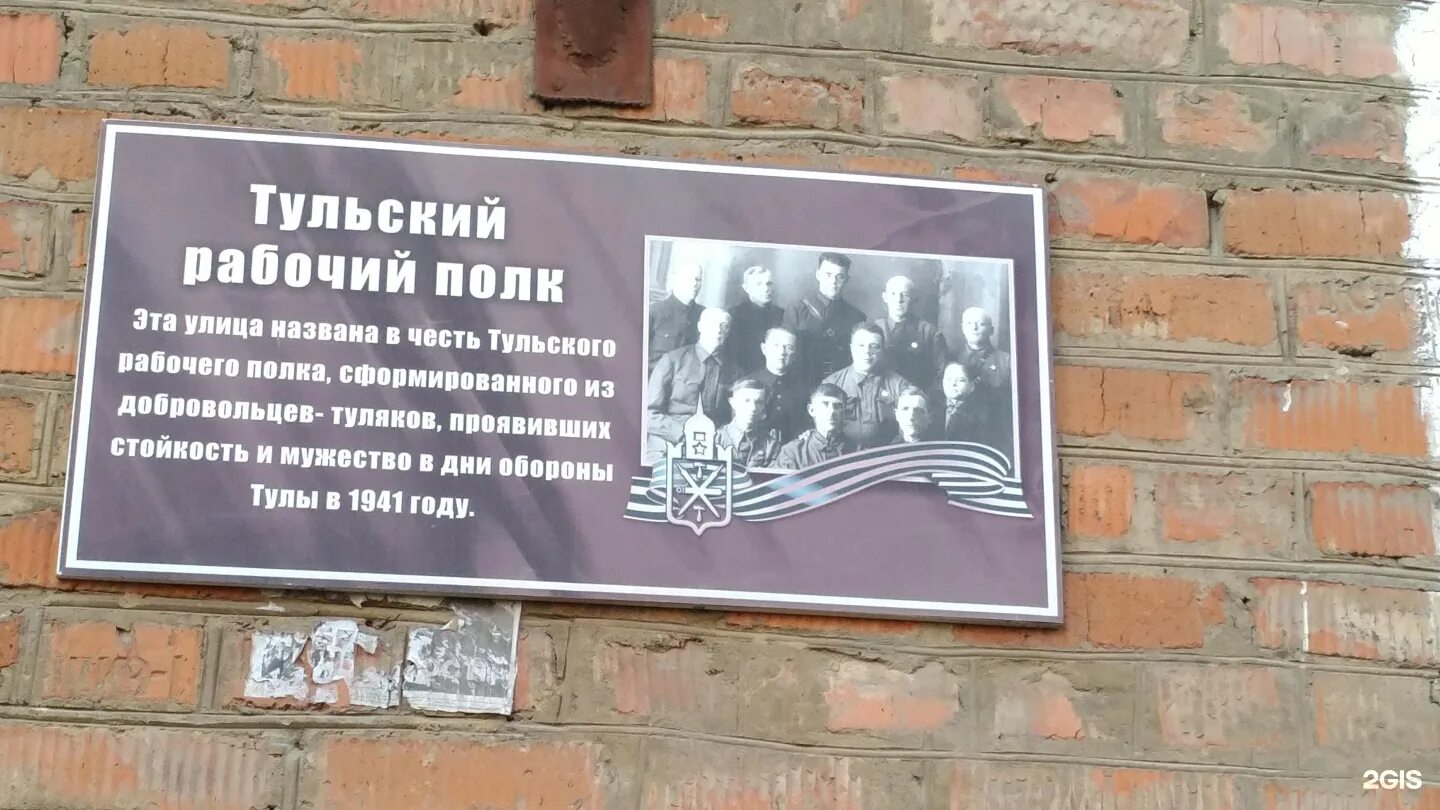 Тульский
рабочий полк
Эта улица названа в честь Тульского
рабочего полка, сформированного из
добровольцев- туляков, проявивших
стойкость и мужество в дни обороны
Тулы в 1941 году.
2GIS